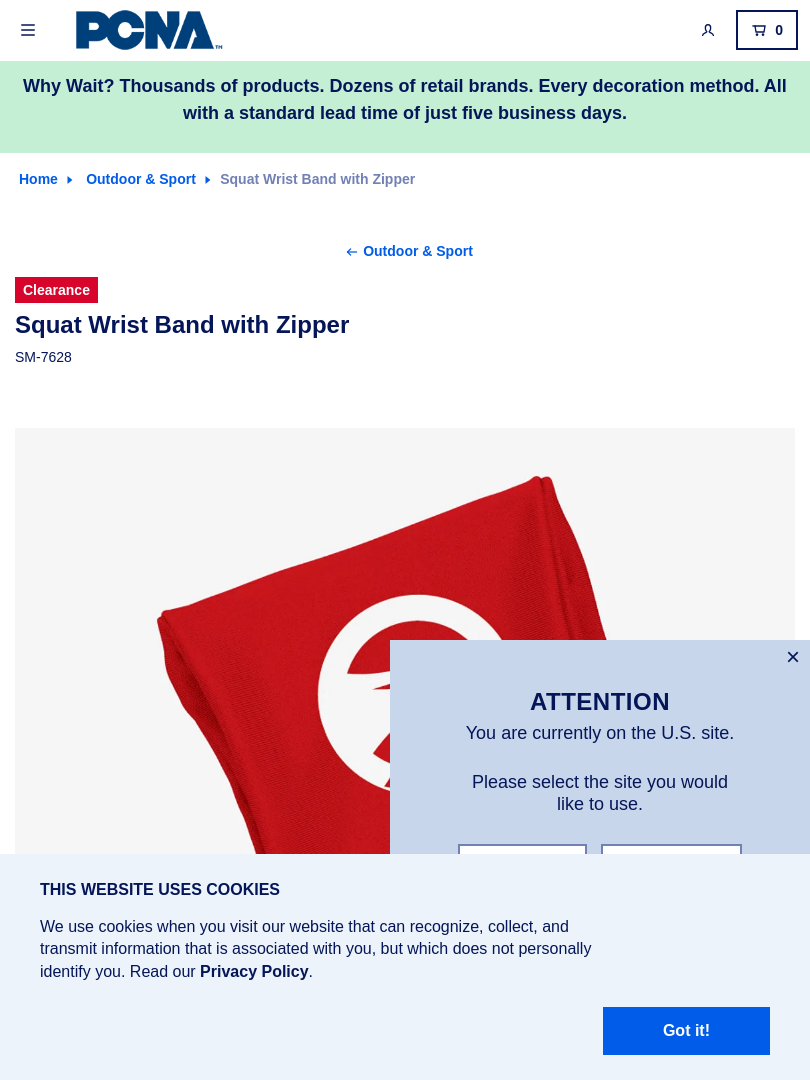 PCNA™
0
Why Wait? Thousands of products. Dozens of retail brands. Every decoration method. All
with a standard lead time of just five business days.
Home
Outdoor & Sport
Squat Wrist Band with Zipper
Outdoor & Sport
Clearance
Squat Wrist Band with Zipper
SM-7628
ATTENTION
You are currently on the U.S. site.
Please select the site you would
like to use.
THIS WEBSITE USES COOKIES
We use cookies when you visit our website that can recognize, collect, and
transmit information that is associated with you, but which does not personally
identify you. Read our Privacy Policy.
Got it!